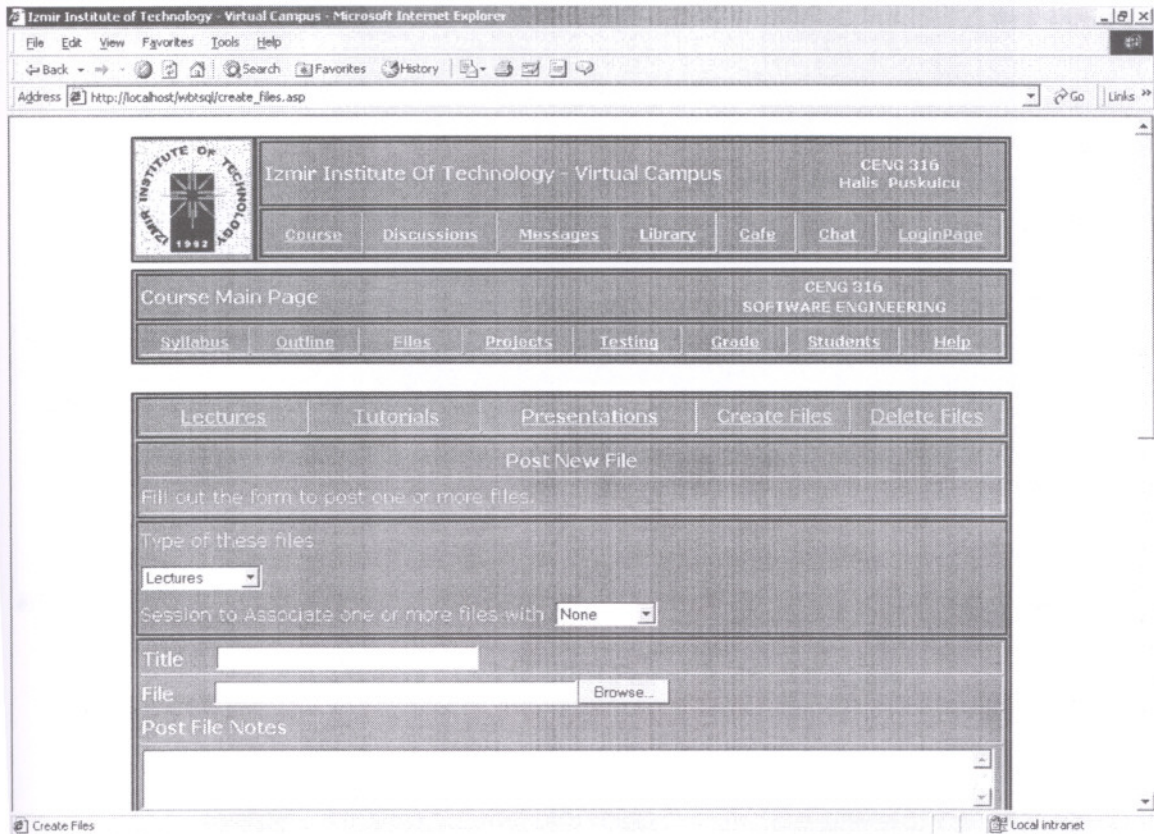 Izmir Institute of Technology - Virtual Campus - Microsoft Internet Explorer
File Edit View Favorites Tools Help
Back Search Favorites History
Address http://localhost/wbtsql/create_files.asp Go Links »
IZMIR INSTITUTE OF TECHNOLOGY
1992
Izmir Institute Of Technology - Virtual Campus
CENG 316
Halis Puskulcu
Course Discussions Messages Library Cafe Chat LoginPage
Course Main Page
CENG 316
SOFTWARE ENGINEERING
Syllabus Outline Files Projects Testing Grade Students Help
Lectures Tutorials Presentations Create Files Delete Files
Post New File
Fill out the form to post one or more files.
Type of these files
Lectures
Session to Associate one or more files with None
Title
File Browse...
Post File Notes
Create Files Local intranet